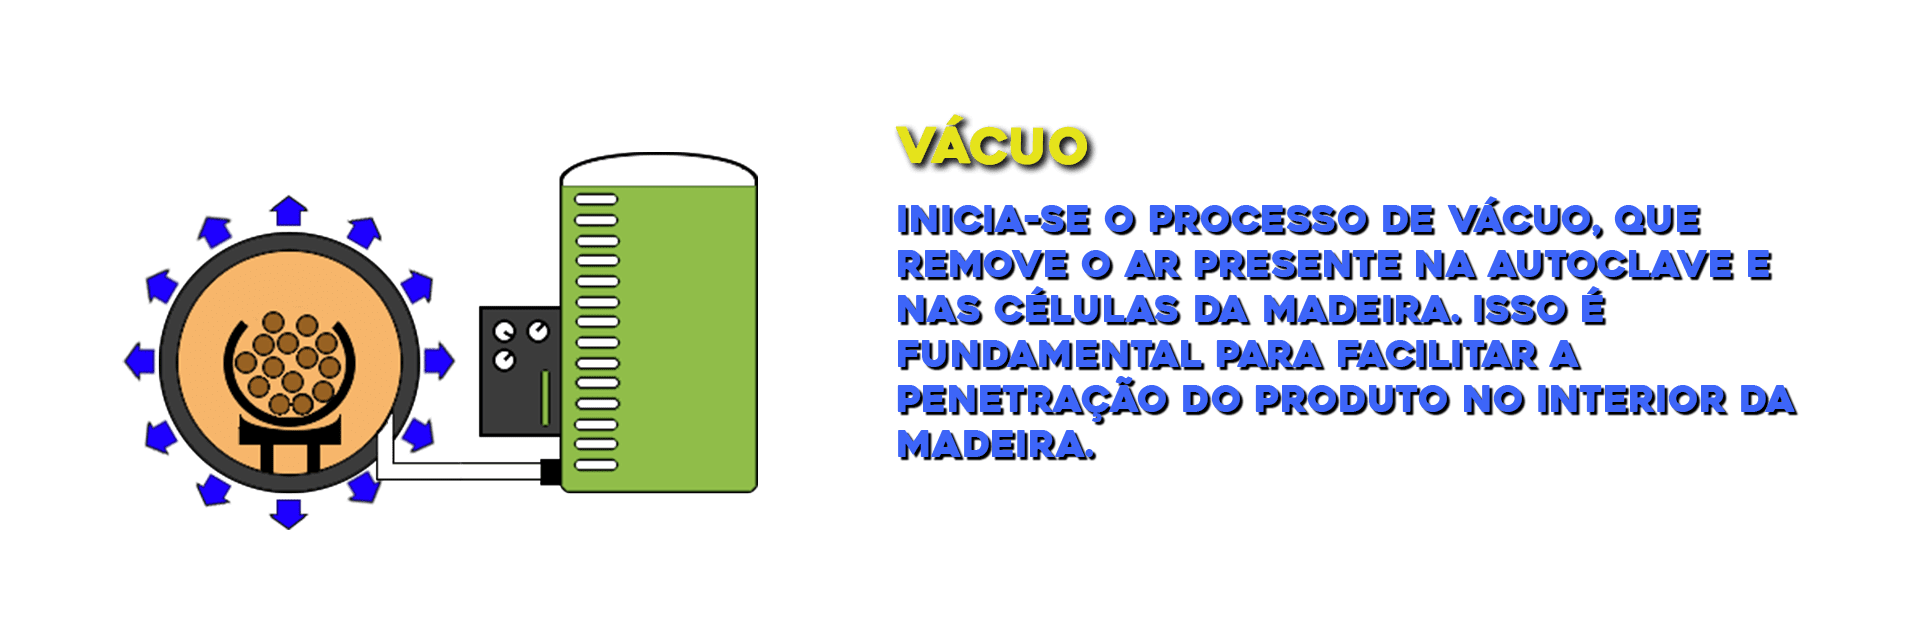 VÁCUO
INICIA-SE O PROCESSO DE VÁCUO, QUE
REMOVE O AR PRESENTE NA AUTOCLAVE E
NAS CÉLULAS DA MADEIRA. ISSO É
FUNDAMENTAL PARA FACILITAR A
PENETRAÇÃO DO PRODUTO NO INTERIOR DA
MADEIRA.